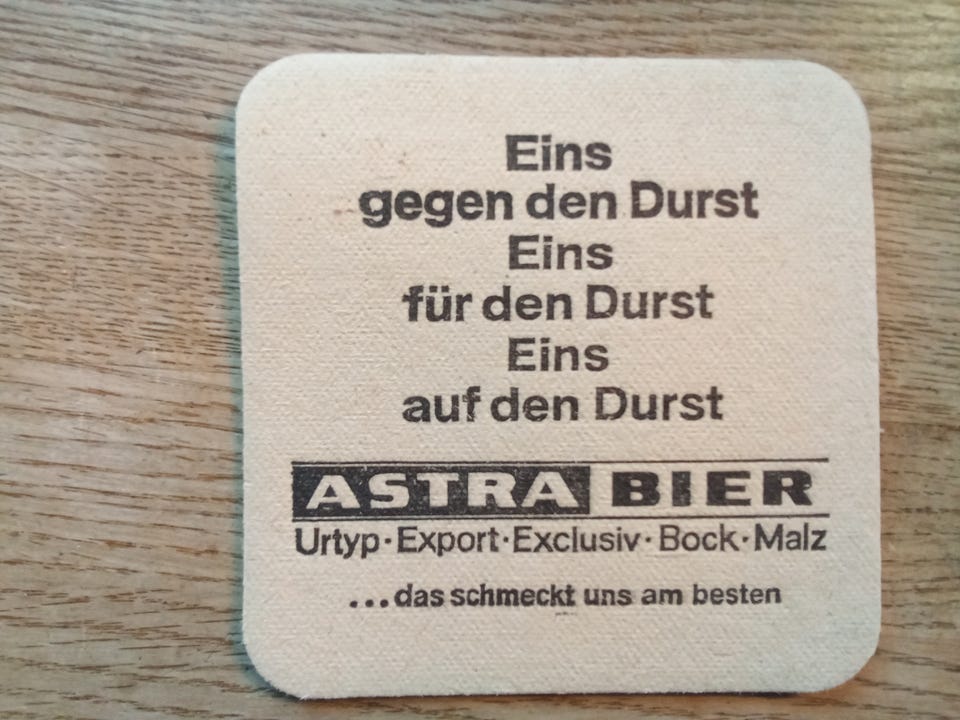 Eins
gegen den Durst
Eins
für den Durst
Eins
auf den Durst
ASTRA BIER
Urtyp·Export·Exclusiv·Bock·Malz
...das schmeckt uns am besten